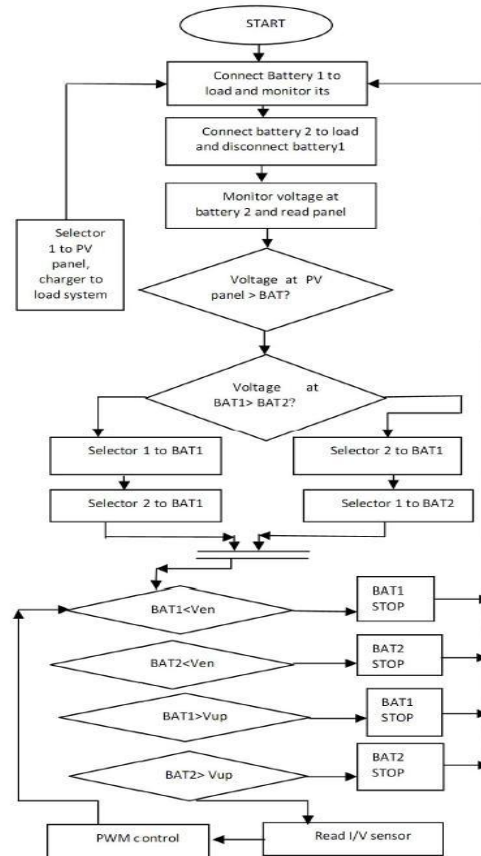 START
Connect Battery 1 to
load and monitor its
Connect battery 2 to load
and disconnect battery1
Monitor voltage at
battery 2 and read panel
Selector
1 to PV
panel,
charger to
load system
Voltage at PV
panel > BAT?
Voltage at
BAT1> BAT2?
Selector 1 to BAT1
Selector 2 to BAT1
Selector 2 to BAT1
Selector 1 to BAT2
BAT1<Ven
BAT1
STOP
BAT2<Ven
BAT2
STOP
BAT1>Vup
BAT1
STOP
BAT2> Vup
BAT2
STOP
PWM control
Read I/V sensor